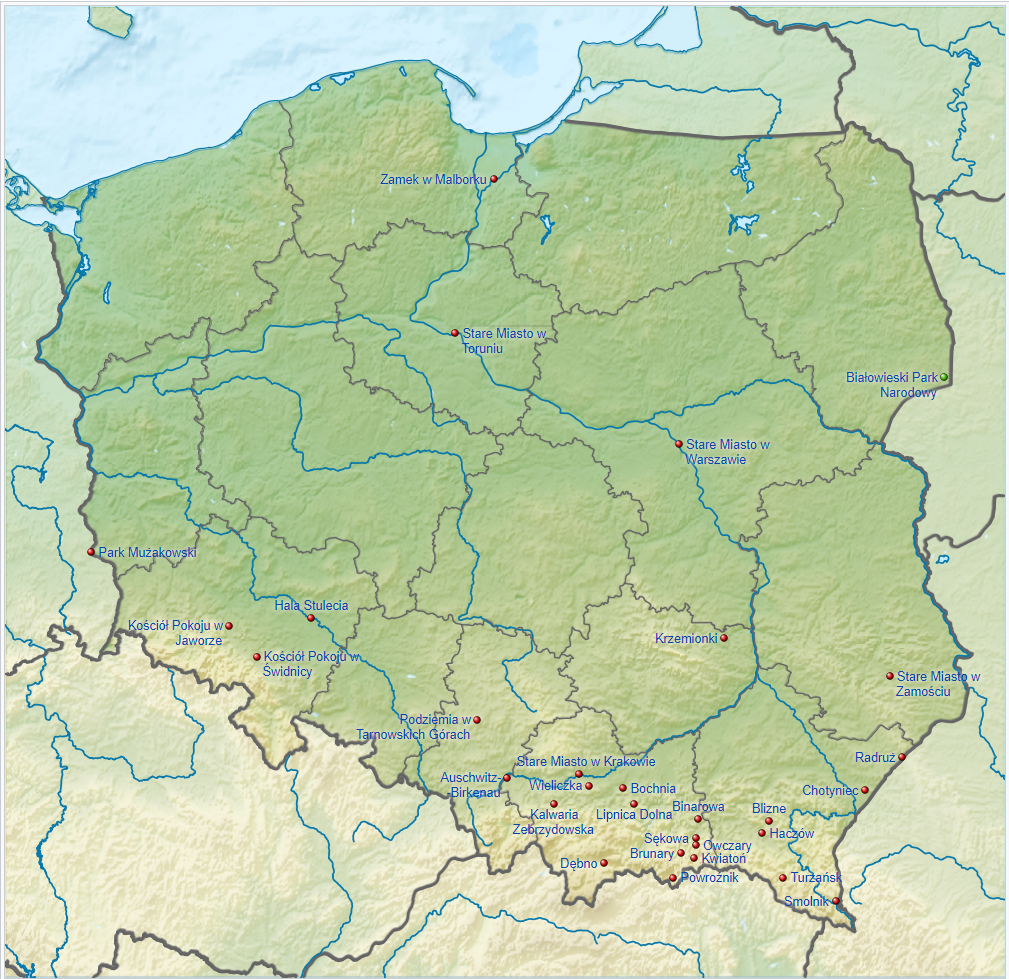 Zamek w Malborku
Stare Miasto w
Toruniu
Białowieski Park
Narodowy
Stare Miasto w
Warszawie
Park Mużakowski
Hala Stulecia
Kościół Pokoju w
Jaworze
Krzemionki
Kościół Pokoju w
Świdnicy
Stare Miasto w
Zamościu
Podziemia w
Tarnowskich Górach
Radruż
Stare Miasto w Krakowie
Auschwitz-
-Birkenau
Wieliczka
Bochnia
Chotyniec
Kalwaria
Zebrzydowska
Lipnica Dolna
Binarowa
Blizne
Haczów
Sękowa
Owczary
Brunary
Kwiatoń
Dębno
Powroźnik
Turzańsk
Smolnik